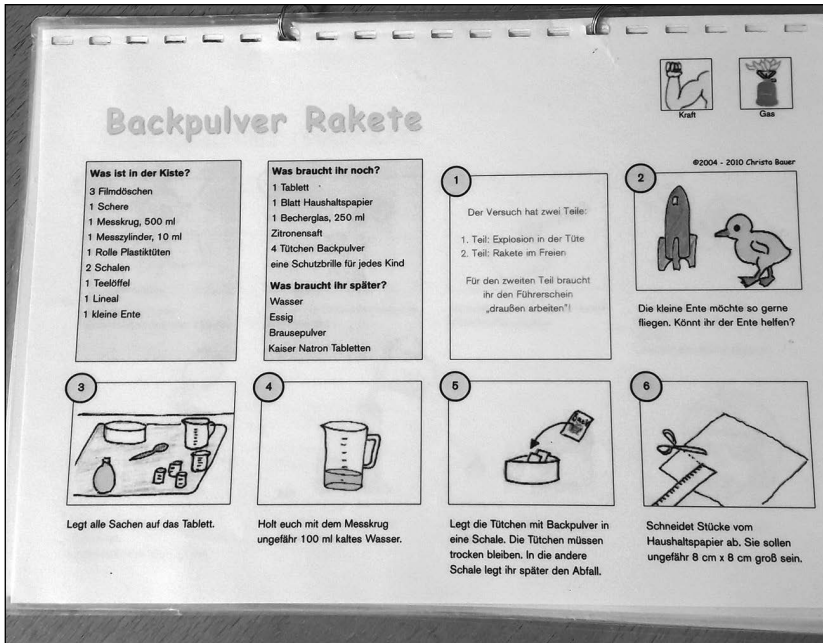 Kraft
Gas
Backpulver Rakete
©2004 - 2010 Christa Bauer
Was ist in der Kiste?
3 Filmdöschen
1 Schere
1 Messkrug, 500 ml
1 Messzylinder, 10 ml
1 Rolle Plastiktüten
2 Schalen
1 Teelöffel
1 Lineal
1 kleine Ente
Was braucht ihr noch?
1 Tablett
1 Blatt Haushaltspapier
1 Becherglas, 250 ml
Zitronensaft
4 Tütchen Backpulver
eine Schutzbrille für jedes Kind
Was braucht ihr später?
Wasser
Essig
Brausepulver
Kaiser Natron Tabletten
1
Der Versuch hat zwei Teile:
1. Teil: Explosion in der Tüte
2. Teil: Rakete im Freien
Für den zweiten Teil braucht
ihr den Führerschein
„draußen arbeiten"!
2
Die kleine Ente möchte so gerne
fliegen. Könnt ihr der Ente helfen?
3
Legt alle Sachen auf das Tablett.
4
Holt euch mit dem Messkrug
ungefähr 100 ml kaltes Wasser.
5
Legt die Tütchen mit Backpulver in
eine Schale. Die Tütchen müssen
trocken bleiben. In die andere
Schale legt ihr später den Abfall.
6
Schneidet Stücke vom
Haushaltspapier ab. Sie sollen
ungefähr 8 cm x 8 cm groß sein.